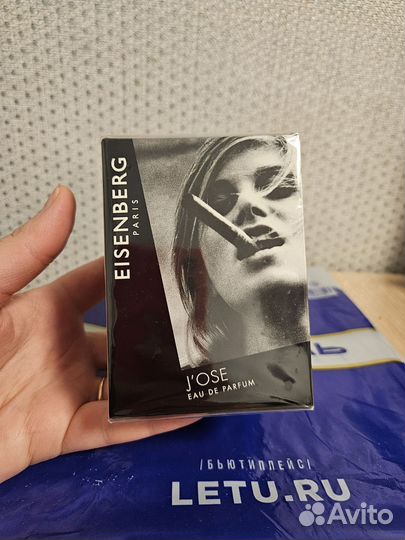 EISENBERG
PARIS
J'OSE
EAU DE PARFUM
/БЬЮТИПЛЕЙС/
LETU.RU
Avito